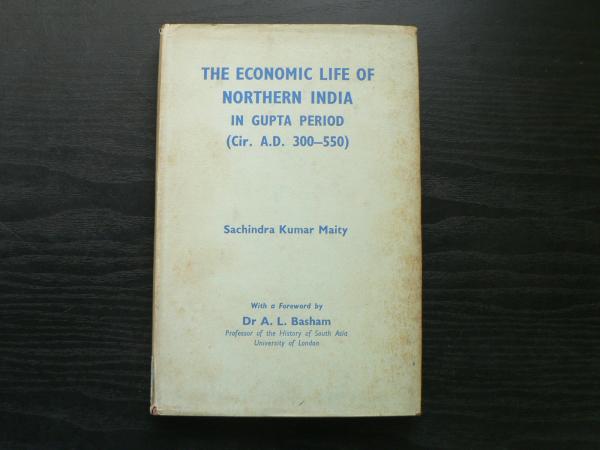 THE ECONOMIC LIFE OF
NORTHERN INDIA
IN GUPTA PERIOD
(Cir. A.D. 300–550)
Sachindra Kumar Maity
With a Foreword by
Dr A. L. Basham
Professor of the History of South Asia
University of London